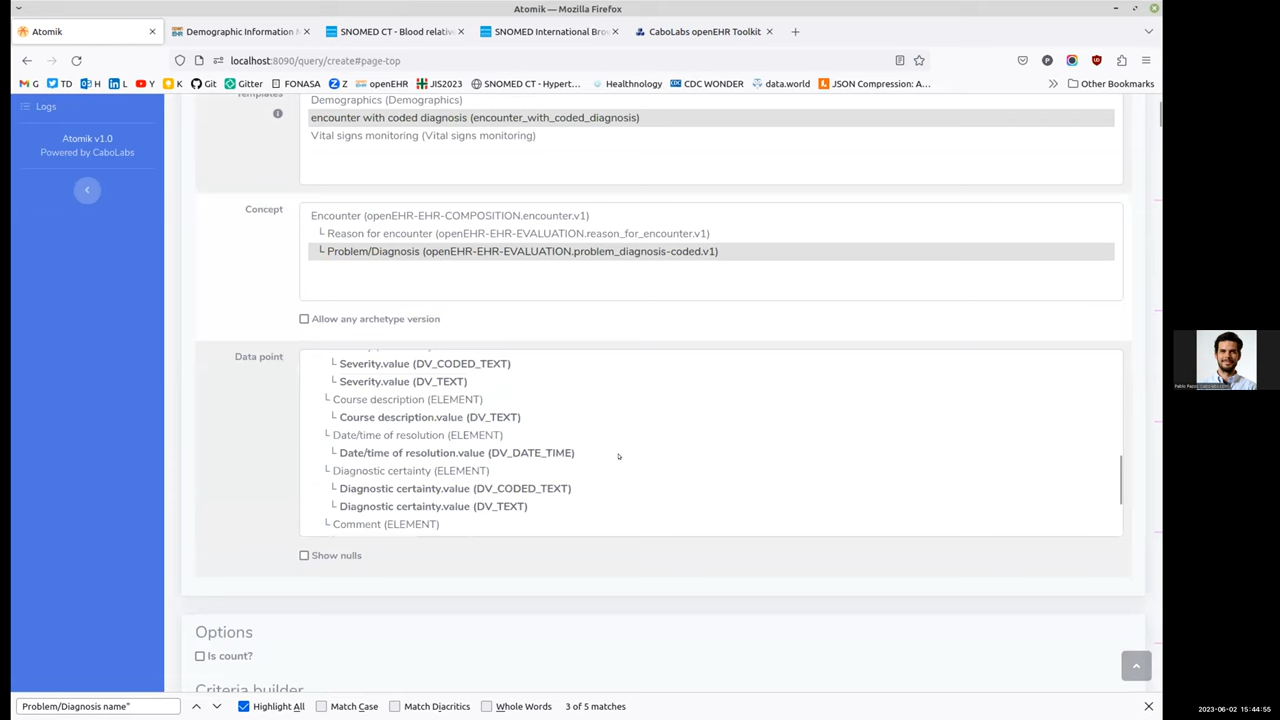 Atomik — Mozilla Firefox
Atomik
Demographic Information M
SNOMED CT - Blood relative
SNOMED International Bro
CaboLabs openEHR Toolkit
localhost:8090/query/create#page-top
G TD H L Y K Git Gitter FONASA Z openEHR JIS2023 SNOMED CT - Hypert… Healthnology CDC WONDER data.world JSON Compression: A… Other Bookmarks
Logs
Atomik v1.0
Powered by CaboLabs
Templates
Demographics (Demographics)
encounter with coded diagnosis (encounter_with_coded_diagnosis)
Vital signs monitoring (Vital signs monitoring)
Concept
Encounter (openEHR-EHR-COMPOSITION.encounter.v1)
└ Reason for encounter (openEHR-EHR-EVALUATION.reason_for_encounter.v1)
└ Problem/Diagnosis (openEHR-EHR-EVALUATION.problem_diagnosis-coded.v1)
Allow any archetype version
Data point
└ Severity.value (DV_CODED_TEXT)
└ Severity.value (DV_TEXT)
└ Course description (ELEMENT)
└ Course description.value (DV_TEXT)
└ Date/time of resolution (ELEMENT)
└ Date/time of resolution.value (DV_DATE_TIME)
└ Diagnostic certainty (ELEMENT)
└ Diagnostic certainty.value (DV_CODED_TEXT)
└ Diagnostic certainty.value (DV_TEXT)
└ Comment (ELEMENT)
Show nulls
Options
Is count?
Criteria builder
Problem/Diagnosis name" Highlight All Match Case Match Diacritics Whole Words 3 of 5 matches
2023-06-02 15:44:55